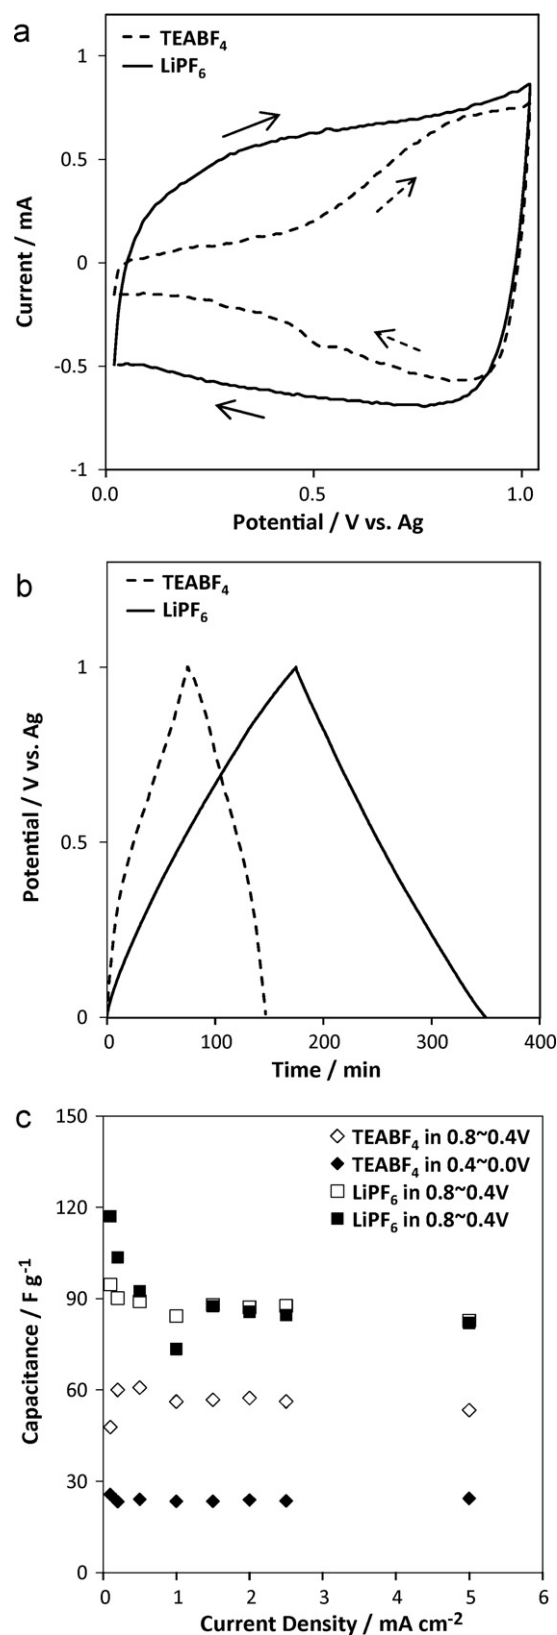 a
TEABF₄
LiPF₆
1
0.5
0
-0.5
-1
Current / mA
0.0
0.5
1.0
Potential / V vs. Ag
b
TEABF₄
LiPF₆
1
0.5
0
Potential / V vs. Ag
0
100
200
300
400
Time / min
c
TEABF₄ in 0.8~0.4V
TEABF₄ in 0.4~0.0V
LiPF₆ in 0.8~0.4V
LiPF₆ in 0.8~0.4V
150
120
90
60
30
0
Capacitance / F g⁻¹
0
1
2
3
4
5
6
Current Density / mA cm⁻²